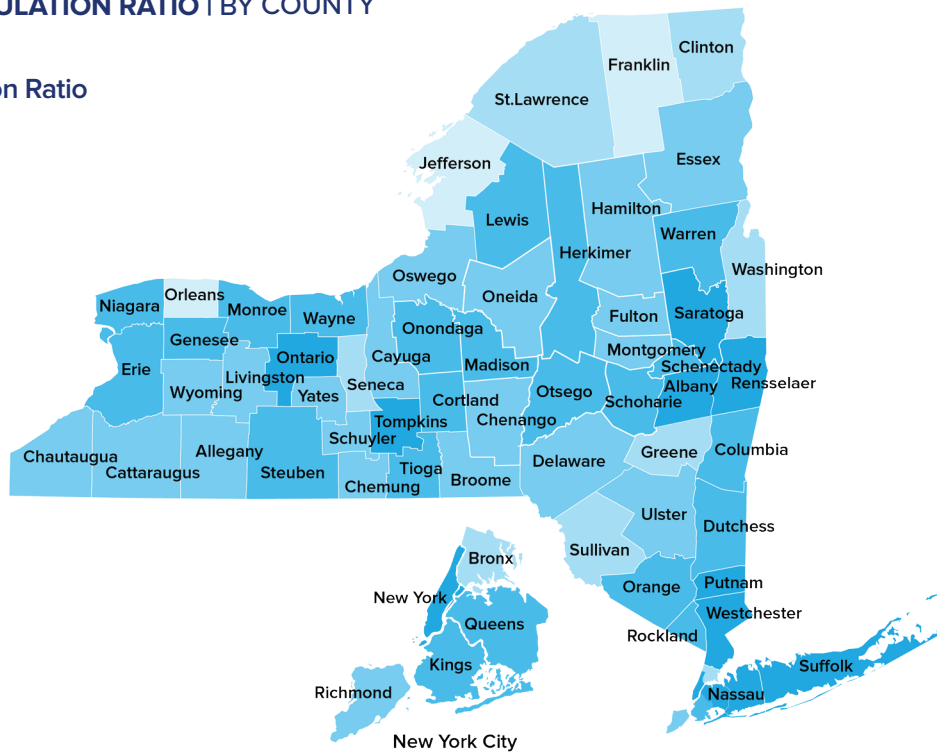 ULATION RATIO | BY COUNTY
on Ratio
Clinton
Franklin
St.Lawrence
Essex
Jefferson
Hamilton
Lewis
Warren
Herkimer
Washington
Oswego
Oneida
Orleans
Niagara
Monroe
Wayne
Fulton
Saratoga
Onondaga
Genesee
Montgomery
Ontario
Cayuga
Madison
Schenectady
Erie
Livingston
Seneca
Albany
Rensselaer
Wyoming
Yates
Otsego
Cortland
Schoharie
Tompkins
Chenango
Schuyler
Allegany
Greene
Columbia
Chautauqua
Delaware
Cattaraugus
Steuben
Tioga
Chemung
Broome
Ulster
Dutchess
Sullivan
Bronx
Orange
Putnam
New York
Westchester
Queens
Rockland
Kings
Suffolk
Richmond
Nassau
New York City